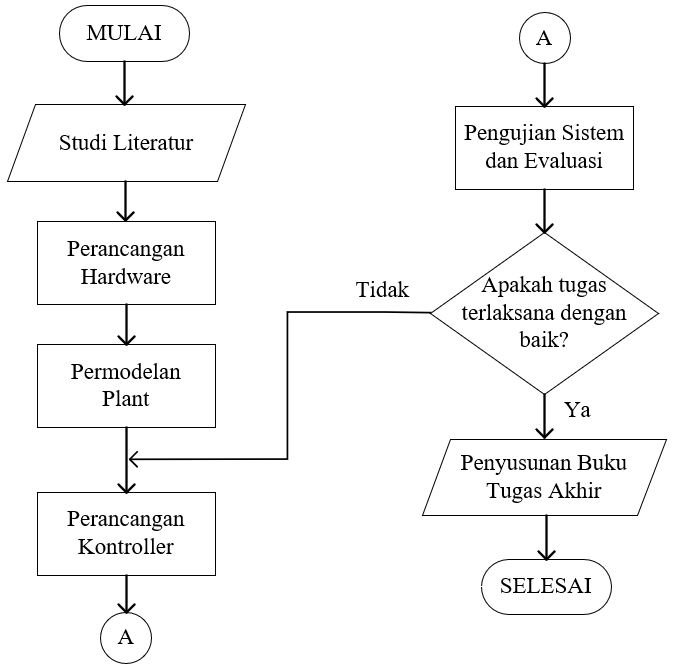 MULAI
Studi Literatur
Perancangan
Hardware
Permodelan
Plant
Perancangan
Kontroller
A
A
Pengujian Sistem
dan Evaluasi
Apakah tugas
terlaksana dengan
baik?
Tidak
Ya
Penyusunan Buku
Tugas Akhir
SELESAI